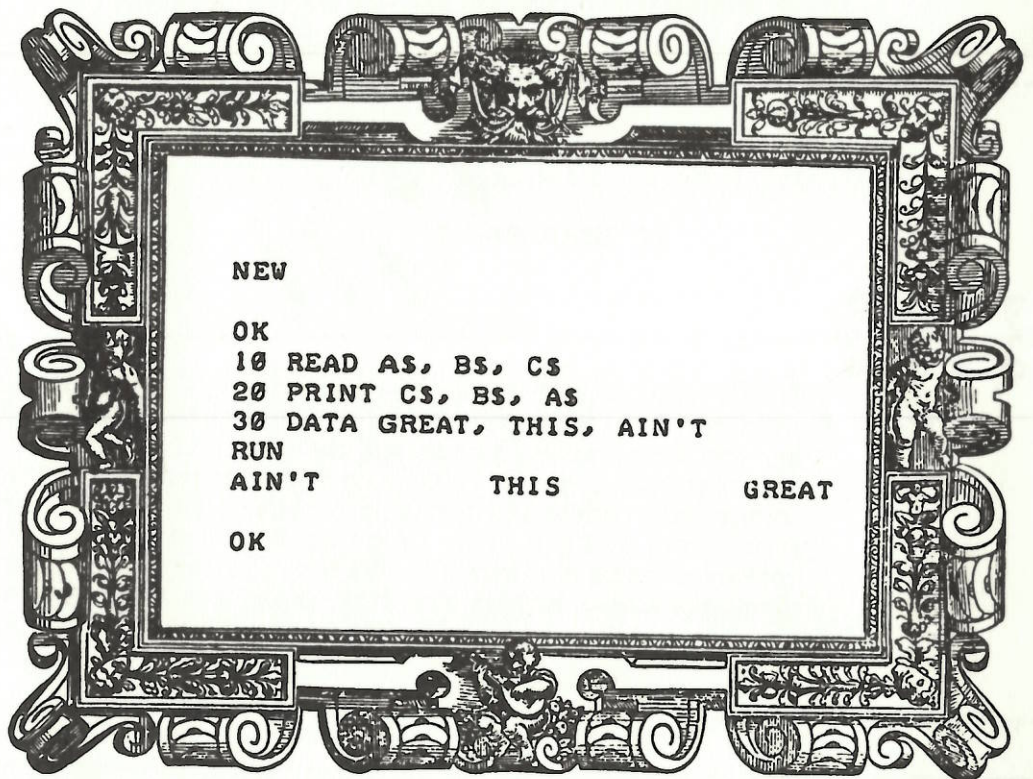 NEW
OK
10 READ A$, B$, C$
20 PRINT C$, B$, A$
30 DATA GREAT, THIS, AIN'T
RUN
AIN'T THIS GREAT
OK